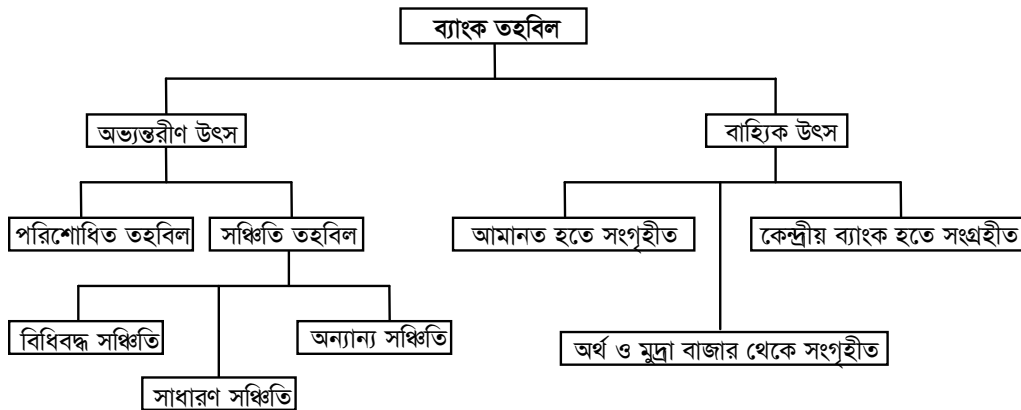 ব্যাংক তহবিল
অভ্যন্তরীণ উৎস
বাহ্যিক উৎস
পরিশোধিত তহবিল
সঞ্চিতি তহবিল
আমানত হতে সংগৃহীত
কেন্দ্রীয় ব্যাংক হতে সংগ্রহীত
বিধিবদ্ধ সঞ্চিতি
অন্যান্য সঞ্চিতি
অর্থ ও মুদ্রা বাজার থেকে সংগৃহীত
সাধারণ সঞ্চিতি